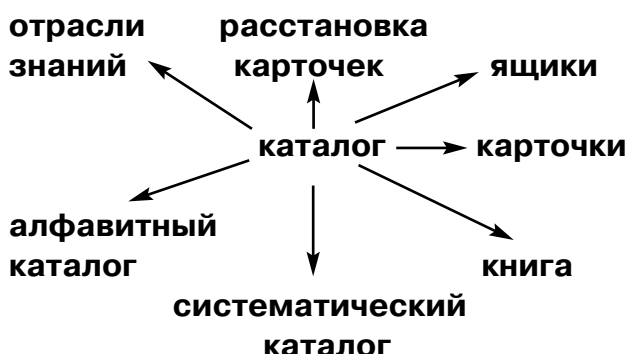 отрасли
знаний
расстановка
карточек
ящики
каталог
карточки
алфавитный
каталог
книга
систематический
каталог